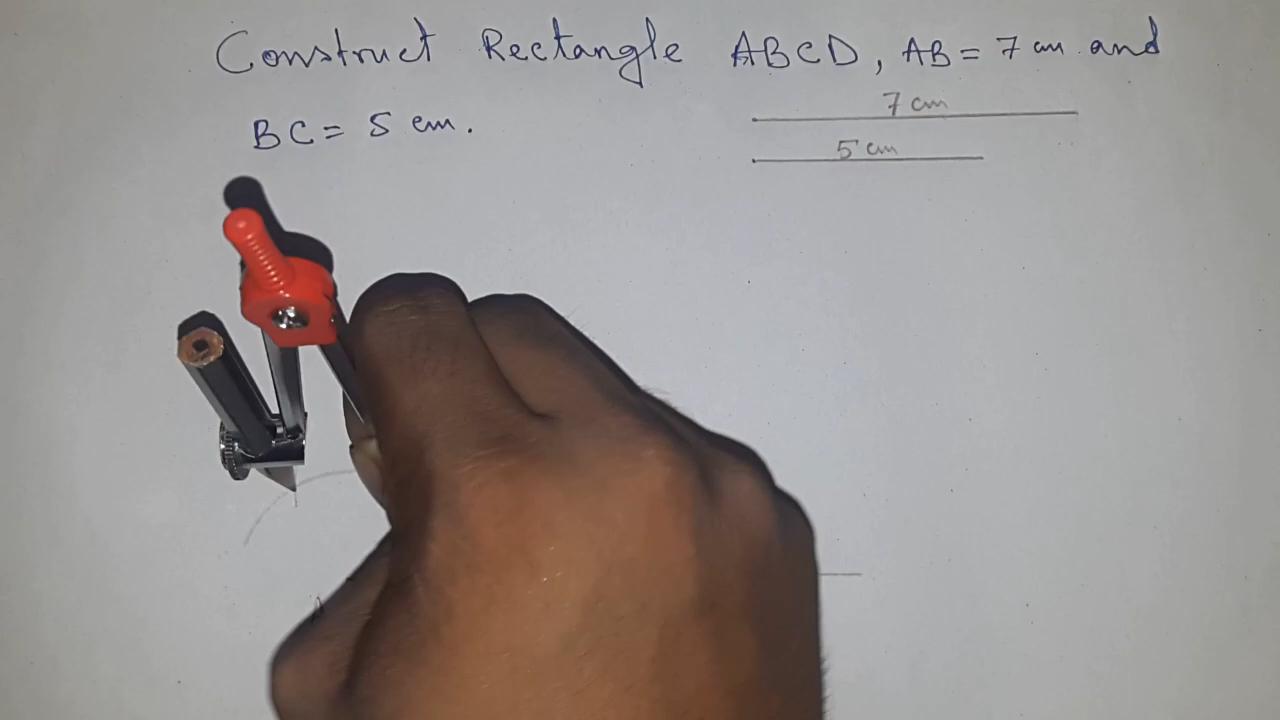 Construct Rectangle ABCD, AB = 7 cm and
BC = 5 cm.
7 cm
5 cm